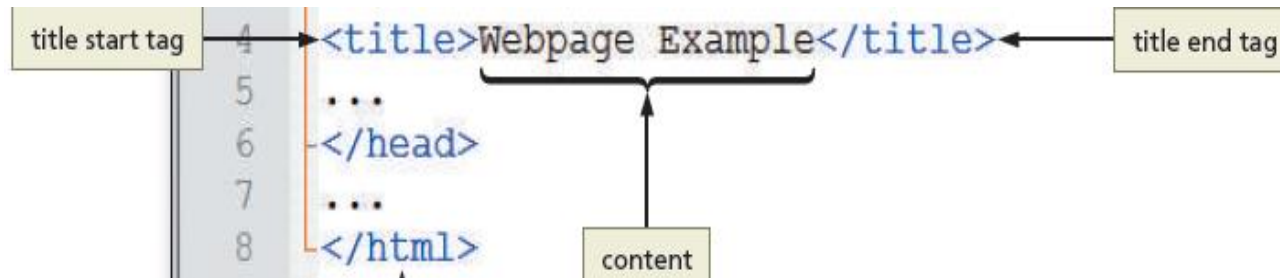 title start tag
4 <title>Webpage Example</title>
title end tag
5 ...
6 </head>
7 ...
8 </html>
content